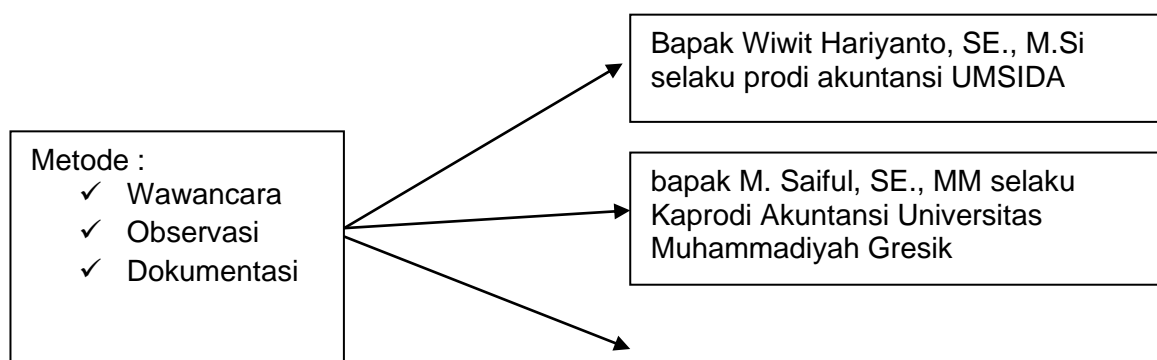 Bapak Wiwit Hariyanto, SE., M.Si
selaku prodi akuntansi UMSIDA
Metode :
✓ Wawancara
✓ Observasi
✓ Dokumentasi
bapak M. Saiful, SE., MM selaku
Kaprodi Akuntansi Universitas
Muhammadiyah Gresik